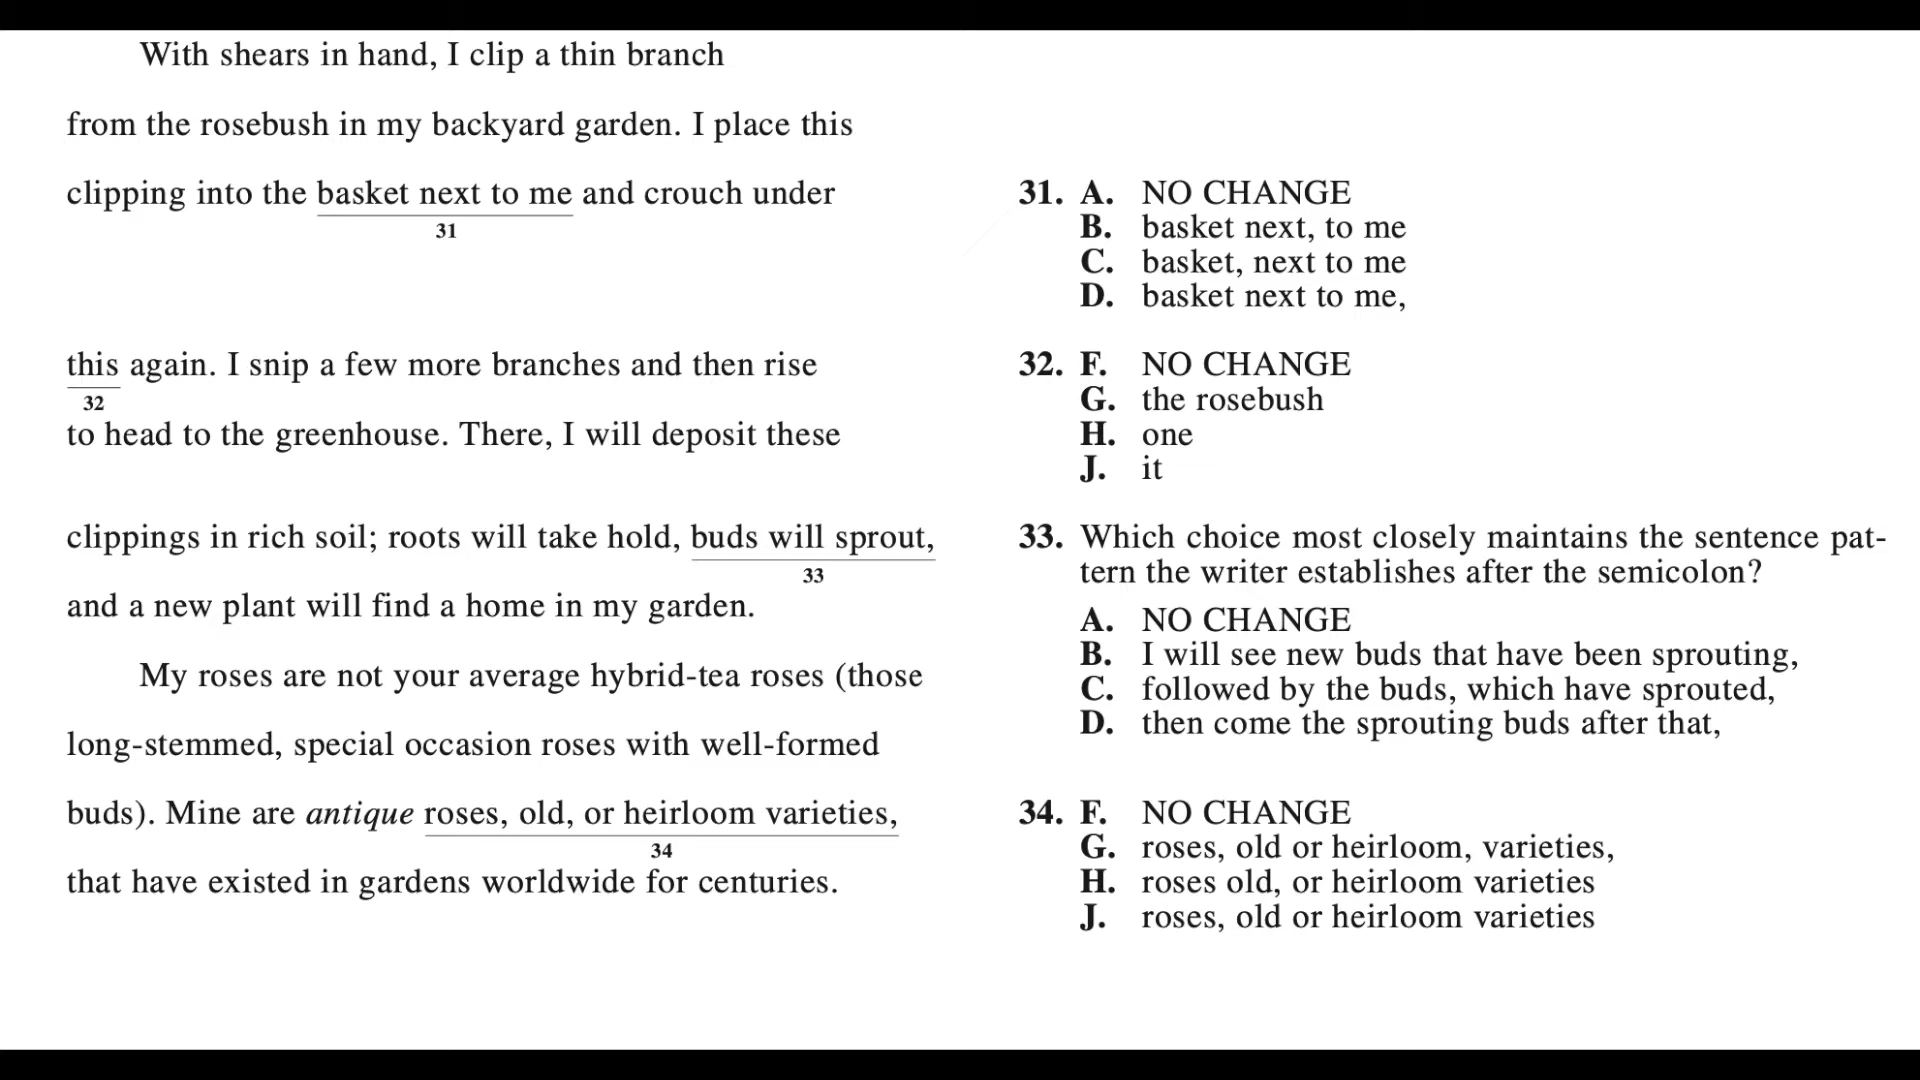 With shears in hand, I clip a thin branch
from the rosebush in my backyard garden. I place this
clipping into the basket next to me and crouch under
31
this again. I snip a few more branches and then rise
32
to head to the greenhouse. There, I will deposit these
clippings in rich soil; roots will take hold, buds will sprout,
33
and a new plant will find a home in my garden.
My roses are not your average hybrid-tea roses (those
long-stemmed, special occasion roses with well-formed
buds). Mine are antique roses, old, or heirloom varieties,
34
that have existed in gardens worldwide for centuries.
31. A. NO CHANGE
B. basket next, to me
C. basket, next to me
D. basket next to me,
32. F. NO CHANGE
G. the rosebush
H. one
J. it
33. Which choice most closely maintains the sentence pat-
tern the writer establishes after the semicolon?
A. NO CHANGE
B. I will see new buds that have been sprouting,
C. followed by the buds, which have sprouted,
D. then come the sprouting buds after that,
34. F. NO CHANGE
G. roses, old or heirloom, varieties,
H. roses old, or heirloom varieties
J. roses, old or heirloom varieties